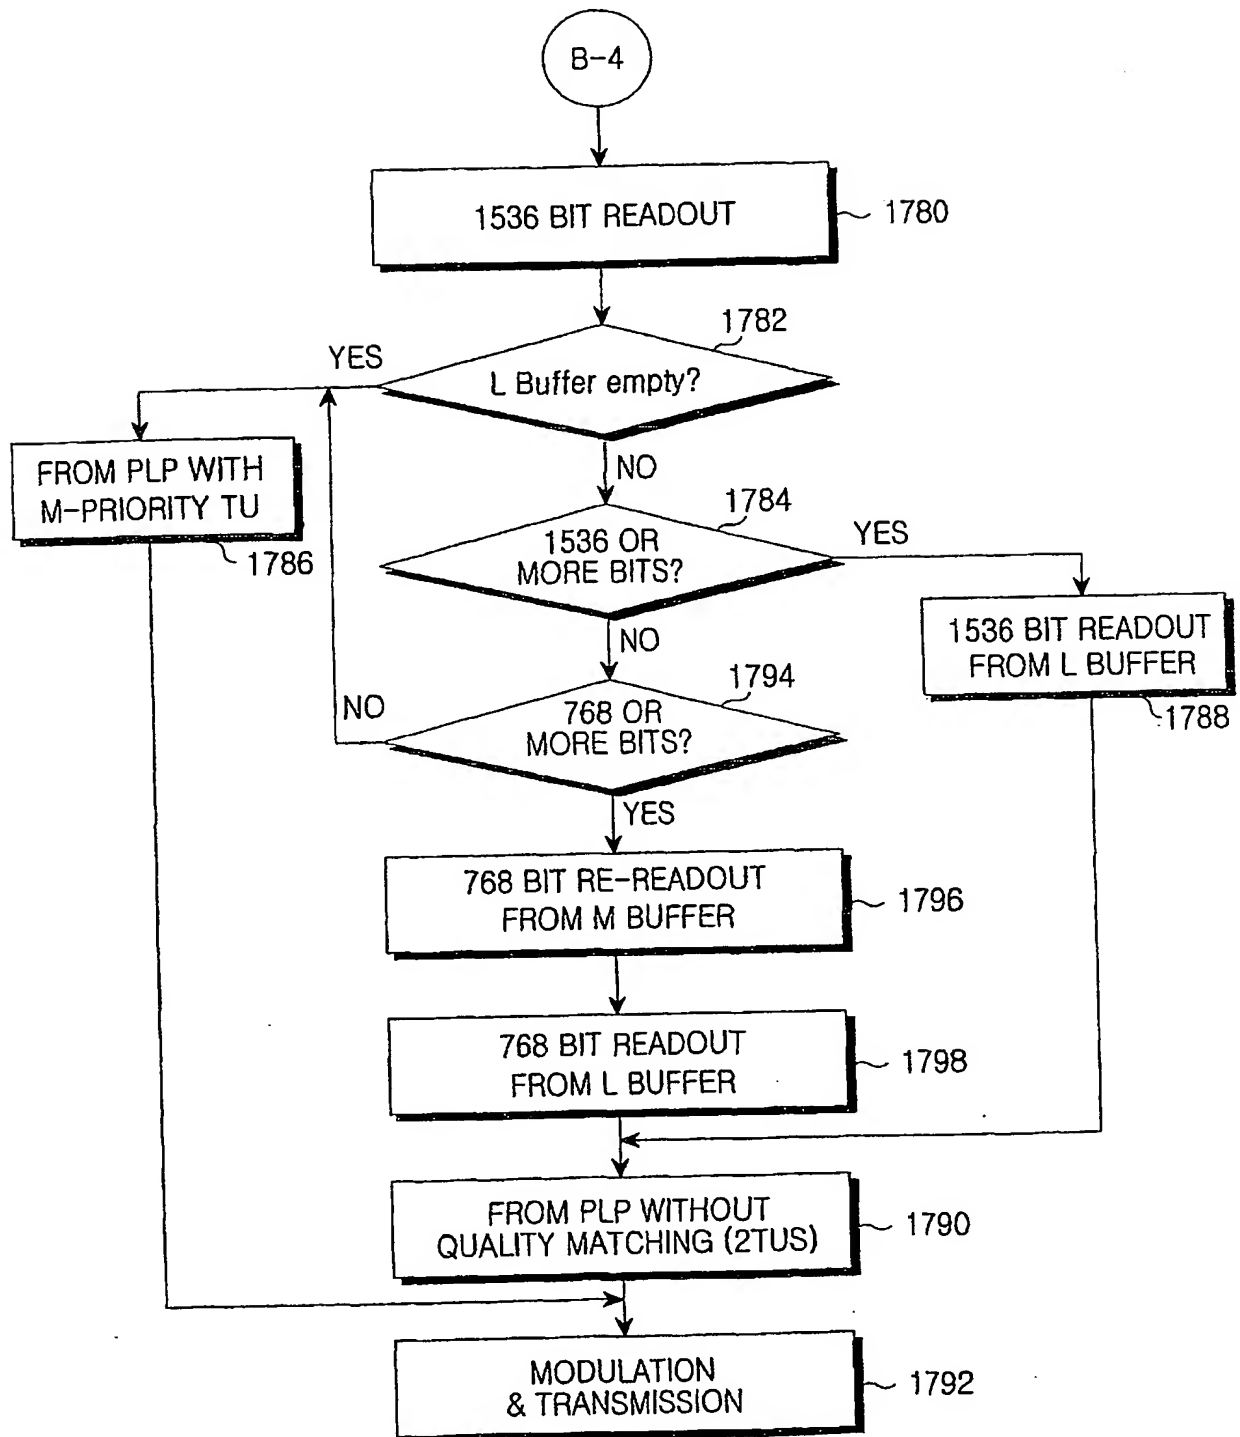 B-4
1536 BIT READOUT
1780
1782
YES
L Buffer empty?
FROM PLP WITH
M-PRIORITY TU
1786
NO
1784
1536 OR
MORE BITS?
YES
1536 BIT READOUT
FROM L BUFFER
1788
NO
1794
NO
768 OR
MORE BITS?
YES
768 BIT RE-READOUT
FROM M BUFFER
1796
768 BIT READOUT
FROM L BUFFER
1798
FROM PLP WITHOUT
QUALITY MATCHING (2TUS)
1790
MODULATION
& TRANSMISSION
1792